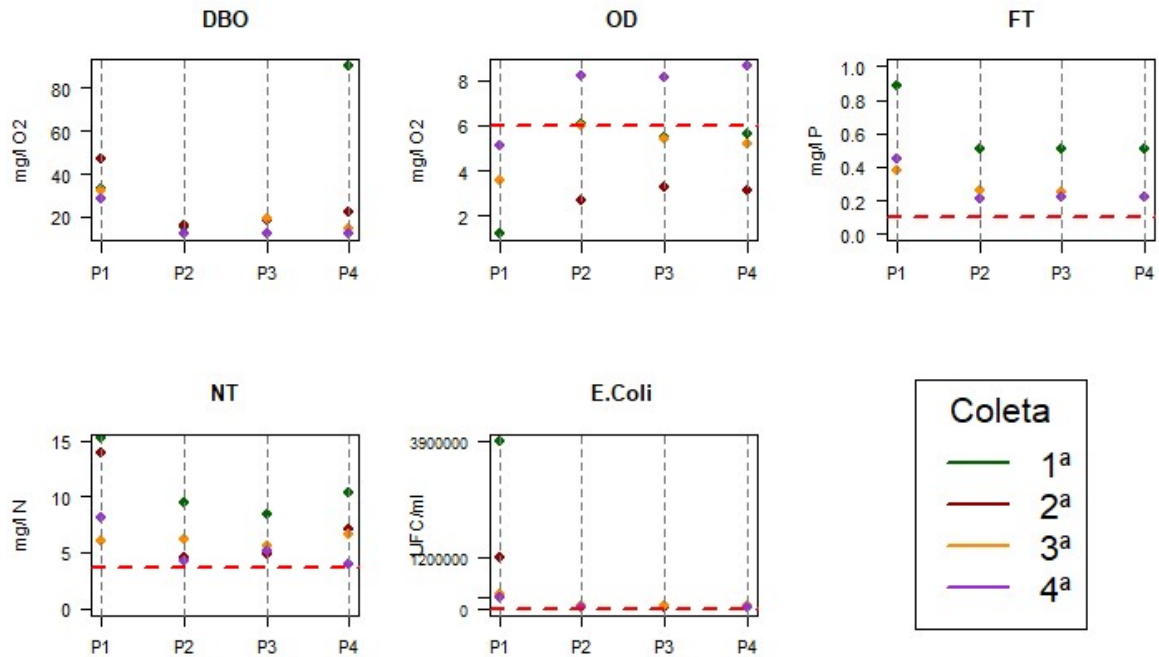 DBO
mg/l O2
80
60
40
20
P1 P2 P3 P4
OD
mg/l O2
8
6
4
2
P1 P2 P3 P4
FT
mg/l P
1.0
0.8
0.6
0.4
0.2
0.0
P1 P2 P3 P4
NT
mg/l N
15
10
5
0
P1 P2 P3 P4
E.Coli
UFC/ml
3900000
1200000
0
P1 P2 P3 P4
Coleta
1ª
2ª
3ª
4ª